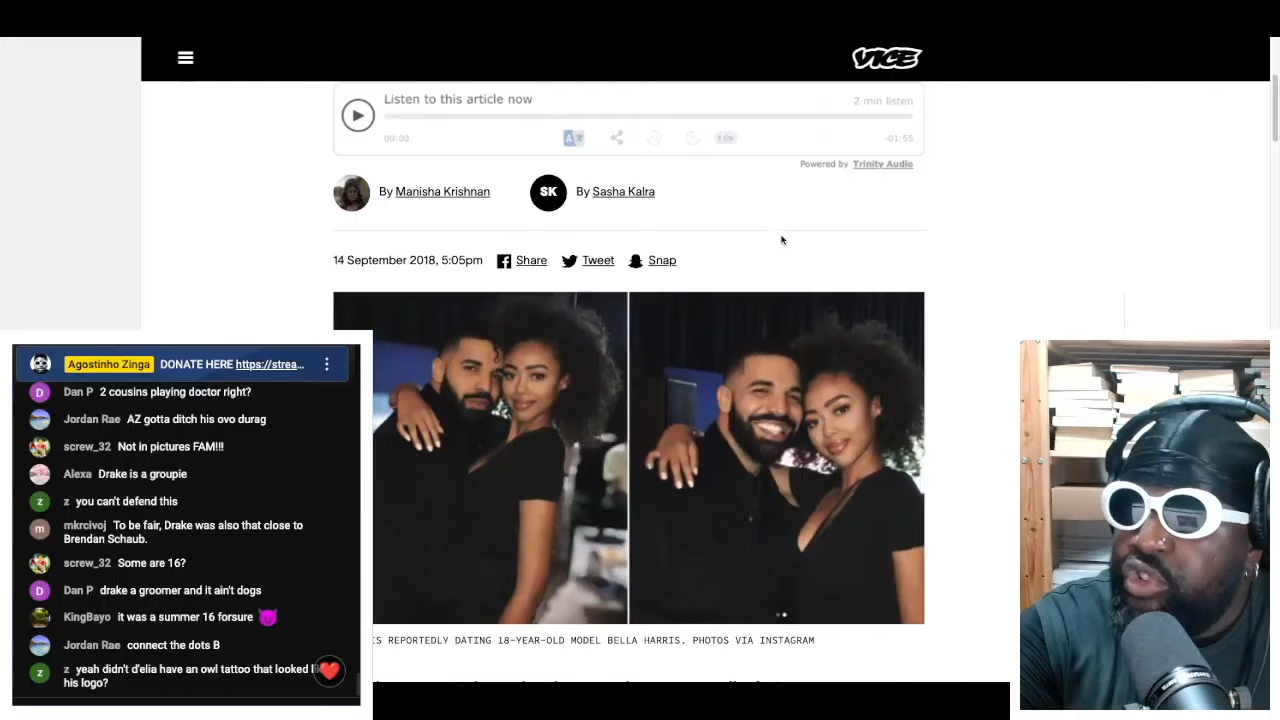 VICE
Listen to this article now
2 min listen
00:00
-01:55
Powered by Trinity Audio
By Manisha Krishnan
SK By Sasha Kalra
14 September 2018, 5:05pm Share Tweet Snap
Agostinho Zinga DONATE HERE https://strea...
D Dan P 2 cousins playing doctor right?
Jordan Rae AZ gotta ditch his ovo durag
screw_32 Not in pictures FAM!!!
Alexa Drake is a groupie
z z you can't defend this
m mkrcivoj To be fair, Drake was also that close to
Brendan Schaub.
screw_32 Some are 16?
D Dan P drake a groomer and it ain't dogs
KingBayo it was a summer 16 forsure
Jordan Rae connect the dots B
z z yeah didn't d'elia have an owl tattoo that looked
his logo?
REPORTEDLY DATING 18-YEAR-OLD MODEL BELLA HARRIS. PHOTOS VIA INSTAGRAM